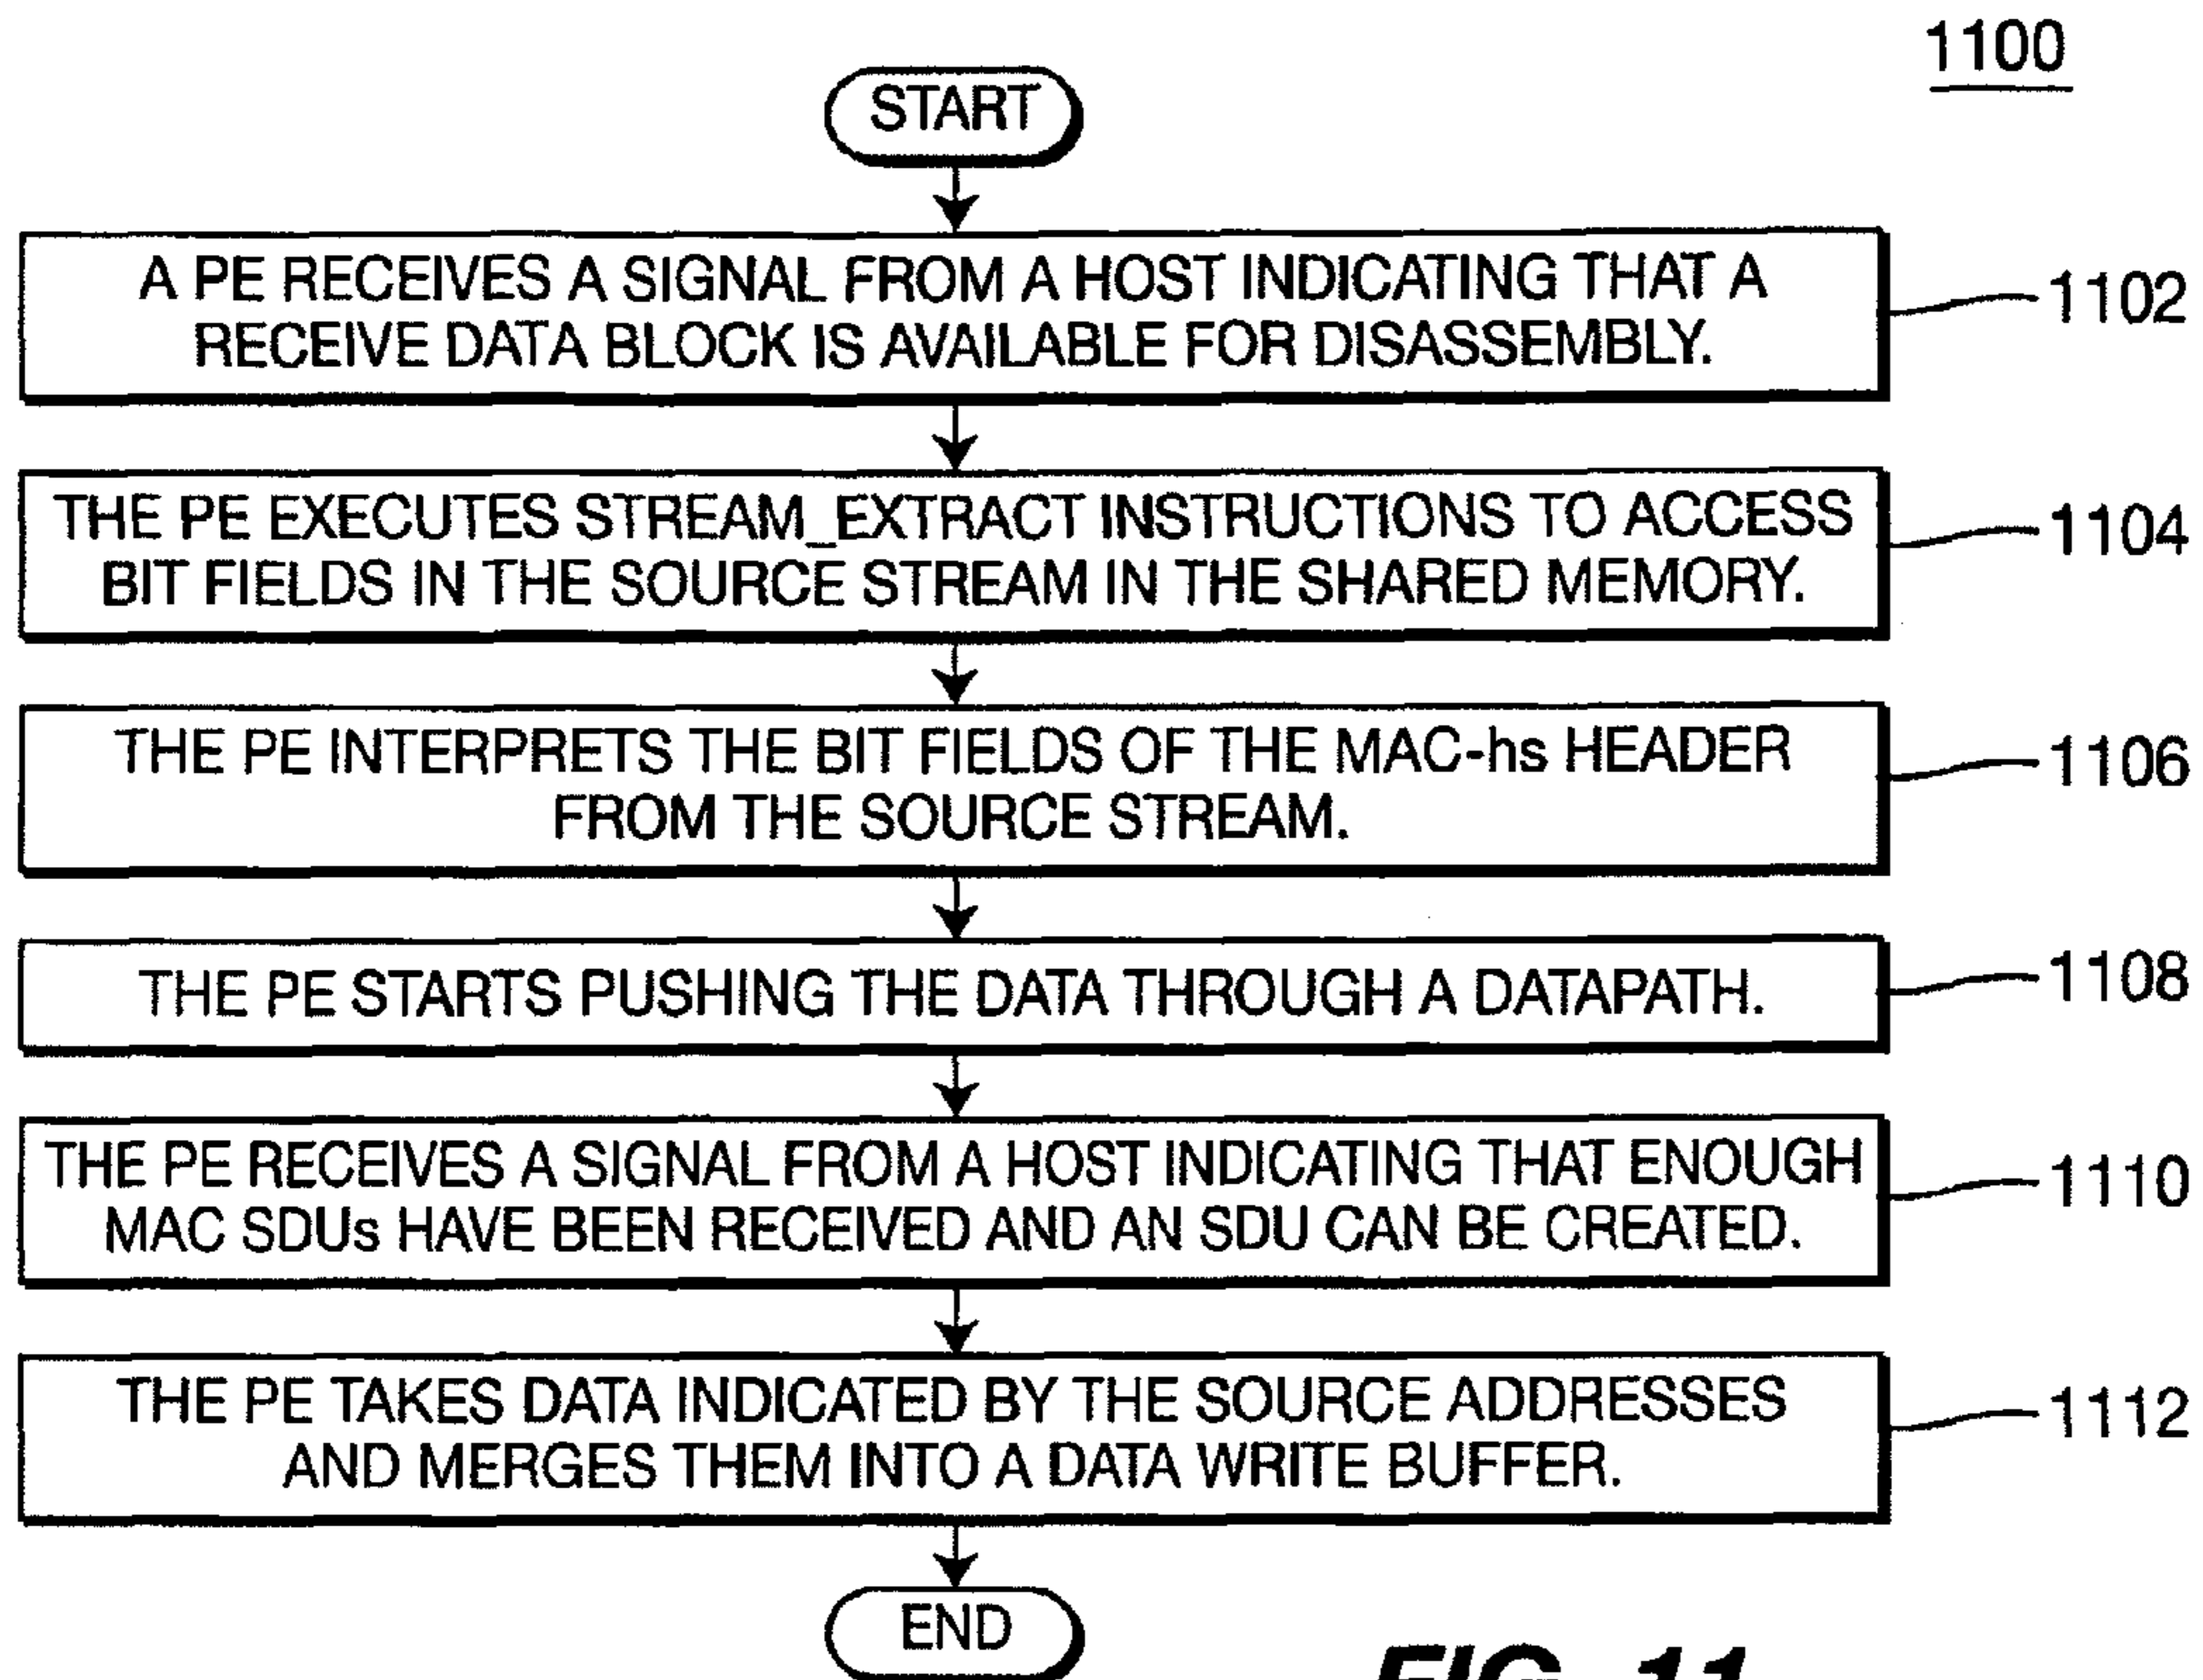 1100
START
A PE RECEIVES A SIGNAL FROM A HOST INDICATING THAT A
RECEIVE DATA BLOCK IS AVAILABLE FOR DISASSEMBLY.
1102
THE PE EXECUTES STREAM_EXTRACT INSTRUCTIONS TO ACCESS
BIT FIELDS IN THE SOURCE STREAM IN THE SHARED MEMORY.
1104
THE PE INTERPRETS THE BIT FIELDS OF THE MAC-hs HEADER
FROM THE SOURCE STREAM.
1106
THE PE STARTS PUSHING THE DATA THROUGH A DATAPATH.
1108
THE PE RECEIVES A SIGNAL FROM A HOST INDICATING THAT ENOUGH
MAC SDUs HAVE BEEN RECEIVED AND AN SDU CAN BE CREATED.
1110
THE PE TAKES DATA INDICATED BY THE SOURCE ADDRESSES
AND MERGES THEM INTO A DATA WRITE BUFFER.
1112
END
FIG. 11